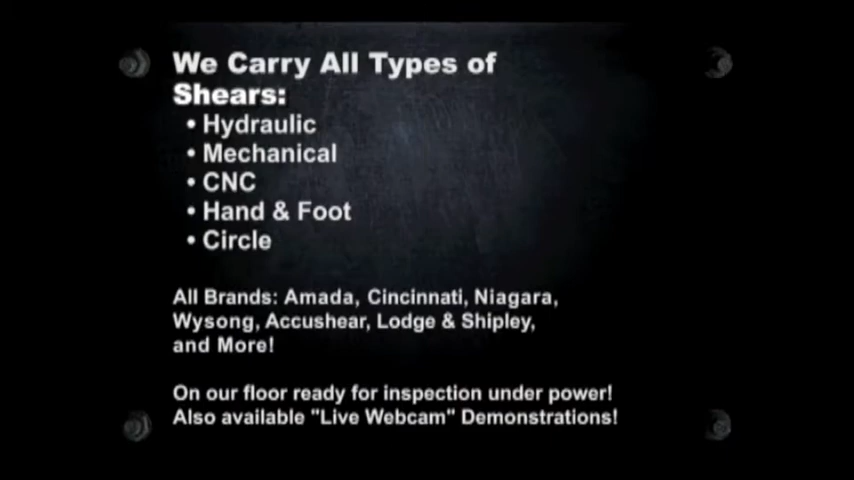 We Carry All Types of
Shears:
• Hydraulic
• Mechanical
• CNC
• Hand & Foot
• Circle
All Brands: Amada, Cincinnati, Niagara,
Wysong, Accushear, Lodge & Shipley,
and More!
On our floor ready for inspection under power!
Also available "Live Webcam" Demonstrations!